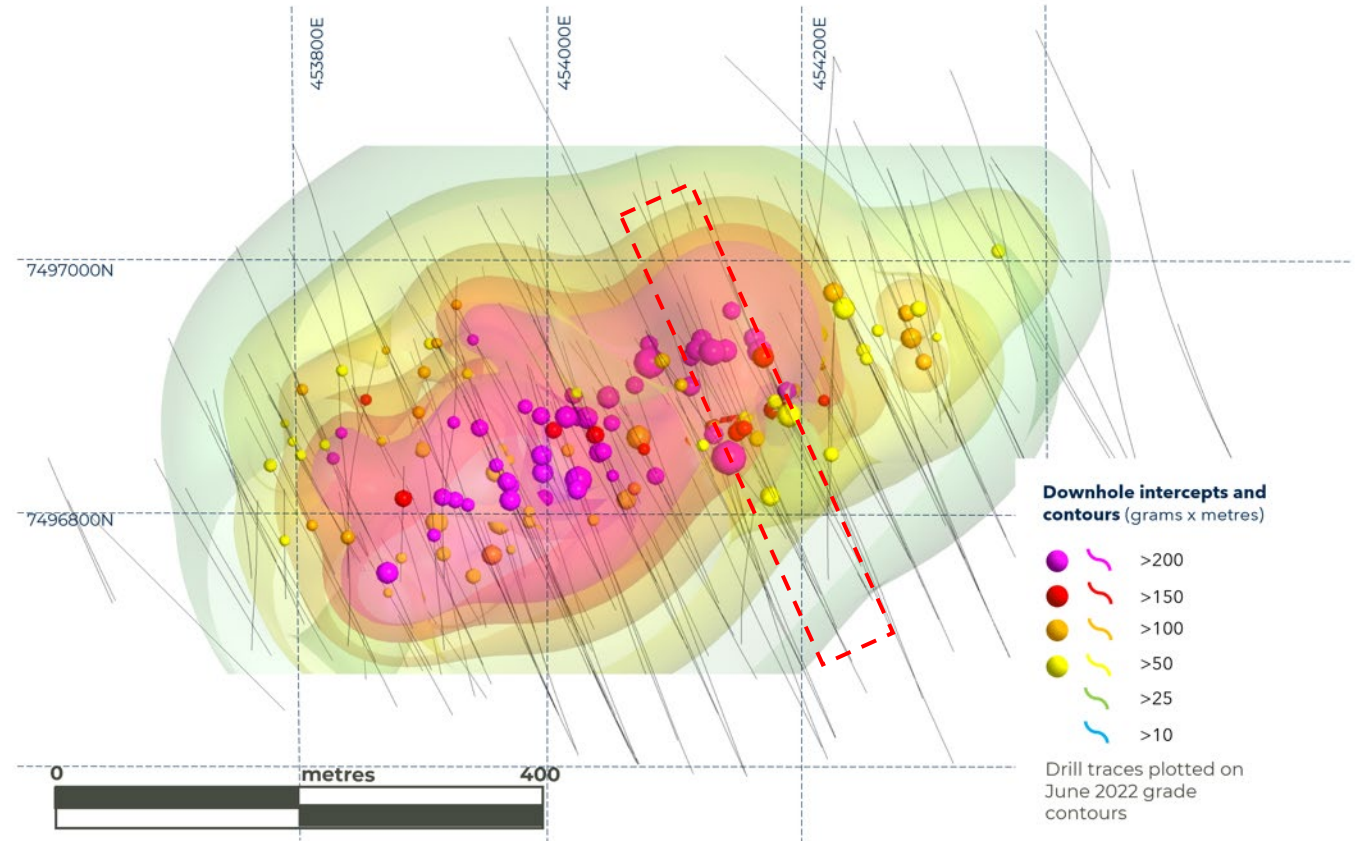 453800E
454000E
454200E
7497000N
7496800N
Downhole intercepts and
contours (grams x metres)
>200
>150
>100
>50
>25
>10
Drill traces plotted on
June 2022 grade
contours
0 metres 400